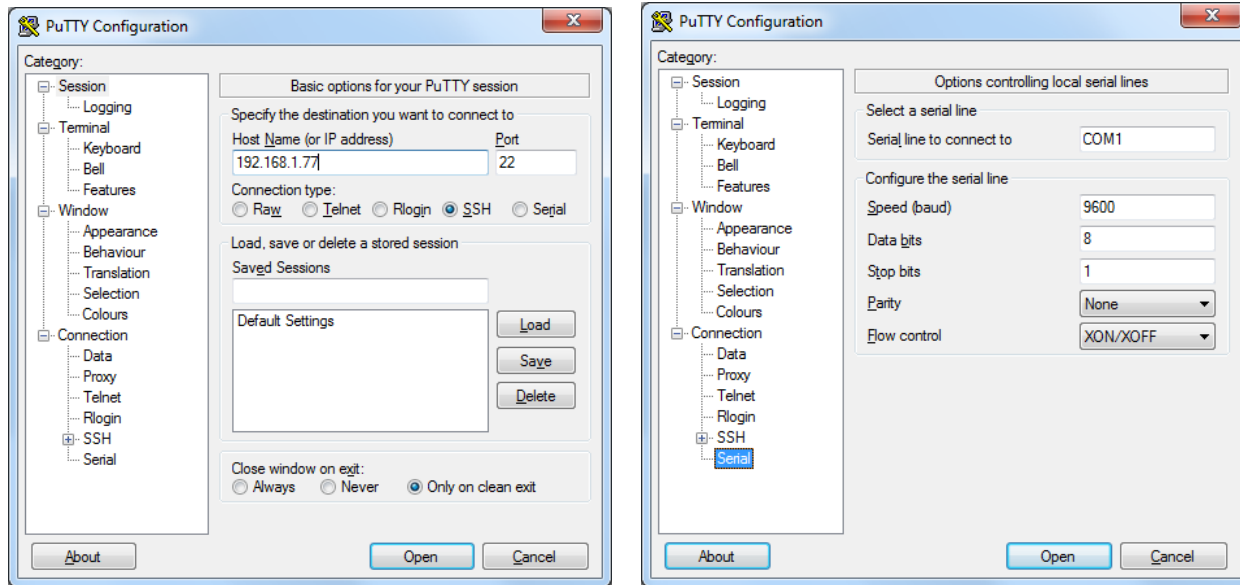 PuTTY Configuration
Category:
Session
Logging
Terminal
Keyboard
Bell
Features
Window
Appearance
Behaviour
Translation
Selection
Colours
Connection
Data
Proxy
Telnet
Rlogin
SSH
Serial
Basic options for your PuTTY session
Specify the destination you want to connect to
Host Name (or IP address) Port
192.168.1.77 22
Connection type:
Raw Telnet Rlogin SSH Serial
Load, save or delete a stored session
Saved Sessions
Default Settings
Load
Save
Delete
Close window on exit:
Always Never Only on clean exit
About Open Cancel
PuTTY Configuration
Category:
Session
Logging
Terminal
Keyboard
Bell
Features
Window
Appearance
Behaviour
Translation
Selection
Colours
Connection
Data
Proxy
Telnet
Rlogin
SSH
Serial
Options controlling local serial lines
Select a serial line
Serial line to connect to COM1
Configure the serial line
Speed (baud) 9600
Data bits 8
Stop bits 1
Parity None
Flow control XON/XOFF
About Open Cancel